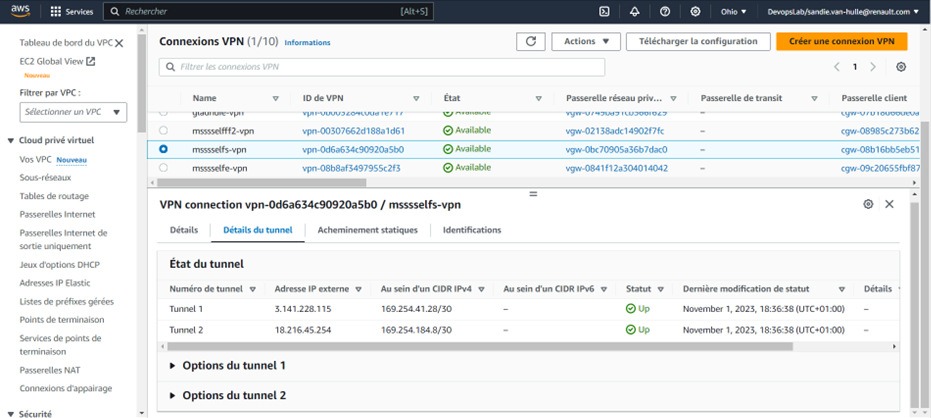 aws
Services
Search
[Alt+S]
Ohio
DevopsLab/sandie.van-hulle@renault.com
Tableau de bord du VPC
EC2 Global View
Nouveau
Filtrer par VPC :
Sélectionner un VPC
Cloud privé virtuel
Vos VPC Nouveau
Sous-réseaux
Tables de routage
Passerelles Internet
Passerelles Internet de
sortie uniquement
Jeux d'options DHCP
Adresses IP Elastic
Listes de préfixes gérées
Points de terminaison
Services de points de
terminaison
Passerelles NAT
Connexions d'appairage
Sécurité
Connexions VPN (1/10) Informations
Actions
Télécharger la configuration
Créer une connexion VPN
Filtrer les connexions VPN
1
Name ID de VPN État Passerelle réseau priv... Passerelle de transit Passerelle client
Available –
msssselfff2-vpn vpn-00307662d188a1d61 Available vgw-02138adc14902f7fc – cgw-08985c273b62
msssselfs-vpn vpn-0d6a634c90920a5b0 Available vgw-0bc70905a36b7dac0 – cgw-08b16bb5eb51
msssselfe-vpn vpn-08b8af3497955c2f3 Available vgw-0841f12a304014042 – cgw-09c20655fbf87
VPN connection vpn-0d6a634c90920a5b0 / msssselfs-vpn
Détails Détails du tunnel Acheminement statiques Identifications
État du tunnel
Numéro de tunnel Adresse IP externe Au sein d'un CIDR IPv4 Au sein d'un CIDR IPv6 Statut Dernière modification de statut Détails
Tunnel 1 3.141.228.115 169.254.41.28/30 – Up November 1, 2023, 18:36:38 (UTC+01:00) –
Tunnel 2 18.216.45.254 169.254.184.8/30 – Up November 1, 2023, 18:36:38 (UTC+01:00) –
Options du tunnel 1
Options du tunnel 2